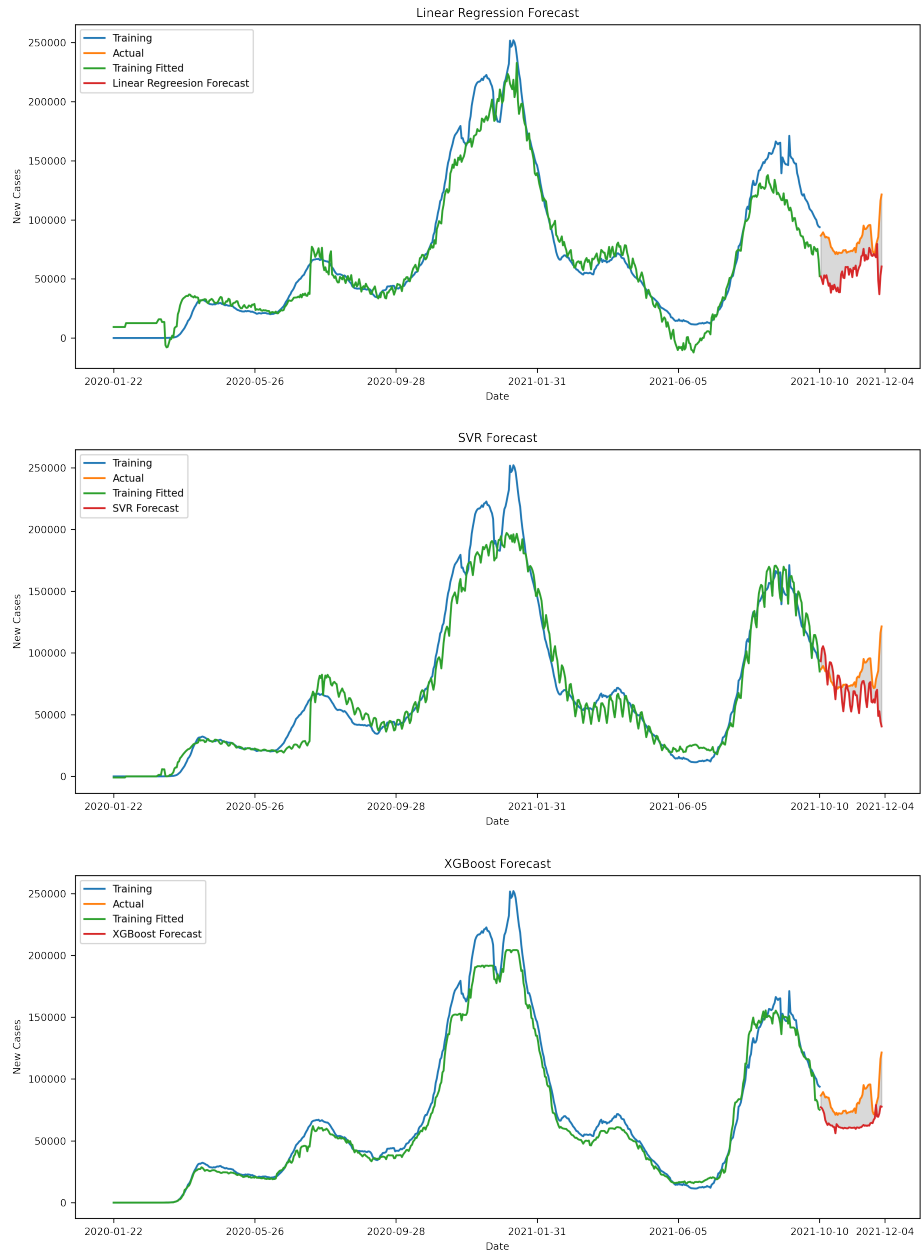 Linear Regression Forecast
Training
Actual
Training Fitted
Linear Regreesion Forecast
New Cases
250000
200000
150000
100000
50000
0
2020-01-22 2020-05-26 2020-09-28 2021-01-31 2021-06-05 2021-10-10 2021-12-04
Date
SVR Forecast
Training
Actual
Training Fitted
SVR Forecast
New Cases
250000
200000
150000
100000
50000
0
2020-01-22 2020-05-26 2020-09-28 2021-01-31 2021-06-05 2021-10-10 2021-12-04
Date
XGBoost Forecast
Training
Actual
Training Fitted
XGBoost Forecast
New Cases
250000
200000
150000
100000
50000
0
2020-01-22 2020-05-26 2020-09-28 2021-01-31 2021-06-05 2021-10-10 2021-12-04
Date